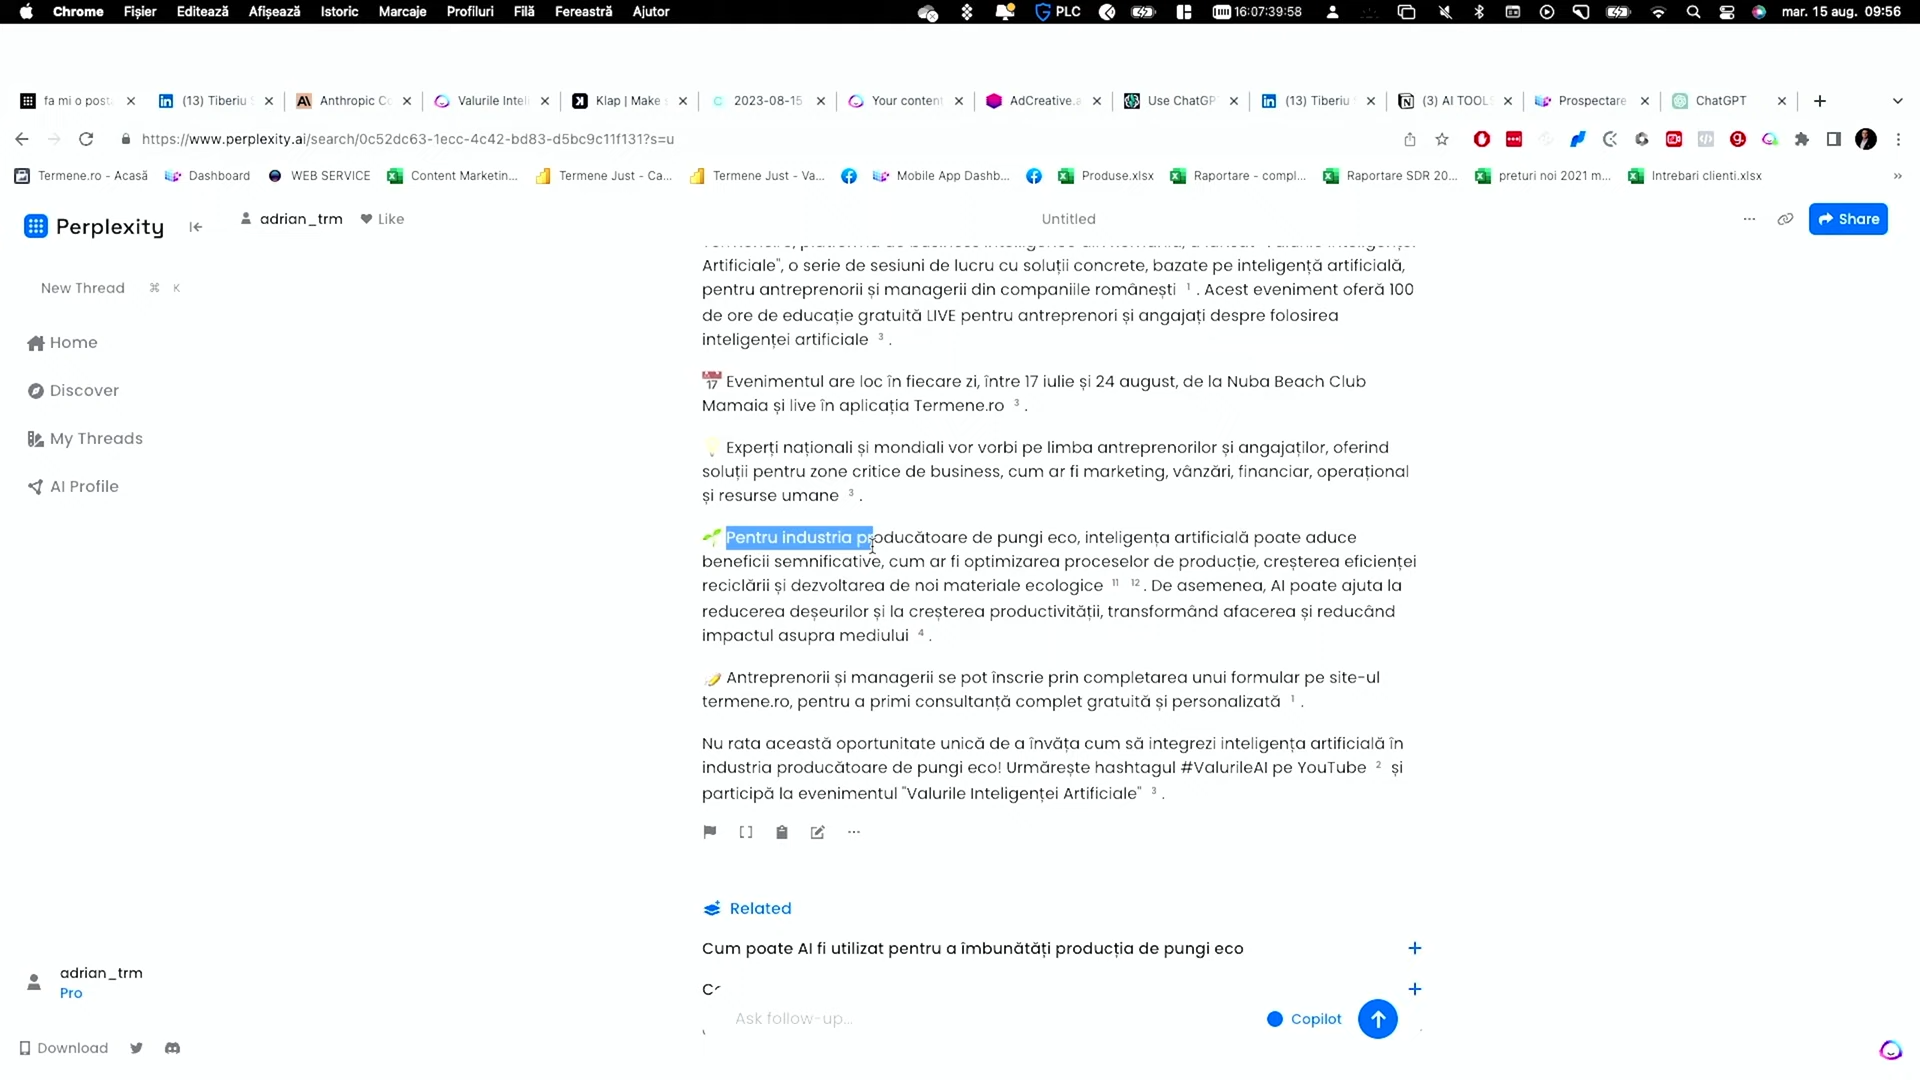 Chrome Fișier Editează Afișează Istoric Marcaje Profiluri Filă Fereastră Ajutor PLC 16:07:39:58 mar. 15 aug. 09:56
fa mi o post (13) Tiberiu Anthropic Co Valurile Inteli Klap | Make 2023-08-15 Your content AdCreative.a Use ChatGP (13) Tiberiu (3) AI TOOLS Prospectare ChatGPT
https://www.perplexity.ai/search/0c52dc63-1ecc-4c42-bd83-d5bc9c11f131?s=u
Termene.ro - Acasă Dashboard WEB SERVICE Content Marketin... Termene Just - Ca... Termene Just - Va... Mobile App Dashb... Produse.xlsx Raportare - compl... Raportare SDR 20... preturi noi 2021 m... Intrebari clienti.xlsx »
Perplexity adrian_trm Like Untitled Share
New Thread ⌘ K
Home
Discover
My Threads
AI Profile
Artificiale", o serie de sesiuni de lucru cu soluții concrete, bazate pe inteligență artificială,
pentru antreprenorii și managerii din companiile românești 1 . Acest eveniment oferă 100
de ore de educație gratuită LIVE pentru antreprenori și angajați despre folosirea
inteligenței artificiale 3 .
Evenimentul are loc în fiecare zi, între 17 iulie și 24 august, de la Nuba Beach Club
Mamaia și live în aplicația Termene.ro 3 .
Experți naționali și mondiali vor vorbi pe limba antreprenorilor și angajaților, oferind
soluții pentru zone critice de business, cum ar fi marketing, vânzări, financiar, operațional
și resurse umane 3 .
Pentru industria producătoare de pungi eco, inteligența artificială poate aduce
beneficii semnificative, cum ar fi optimizarea proceselor de producție, creșterea eficienței
reciclării și dezvoltarea de noi materiale ecologice 11 12 . De asemenea, AI poate ajuta la
reducerea deșeurilor și la creșterea productivității, transformând afacerea și reducând
impactul asupra mediului 4 .
Antreprenorii și managerii se pot înscrie prin completarea unui formular pe site-ul
termene.ro, pentru a primi consultanță complet gratuită și personalizată 1 .
Nu rata această oportunitate unică de a învăța cum să integrezi inteligența artificială în
industria producătoare de pungi eco! Urmărește hashtagul #ValurileAI pe YouTube 2 și
participă la evenimentul "Valurile Inteligenței Artificiale" 3 .
Related
Cum poate AI fi utilizat pentru a îmbunătăți producția de pungi eco
Ask follow-up... Copilot
adrian_trm
Pro
Download